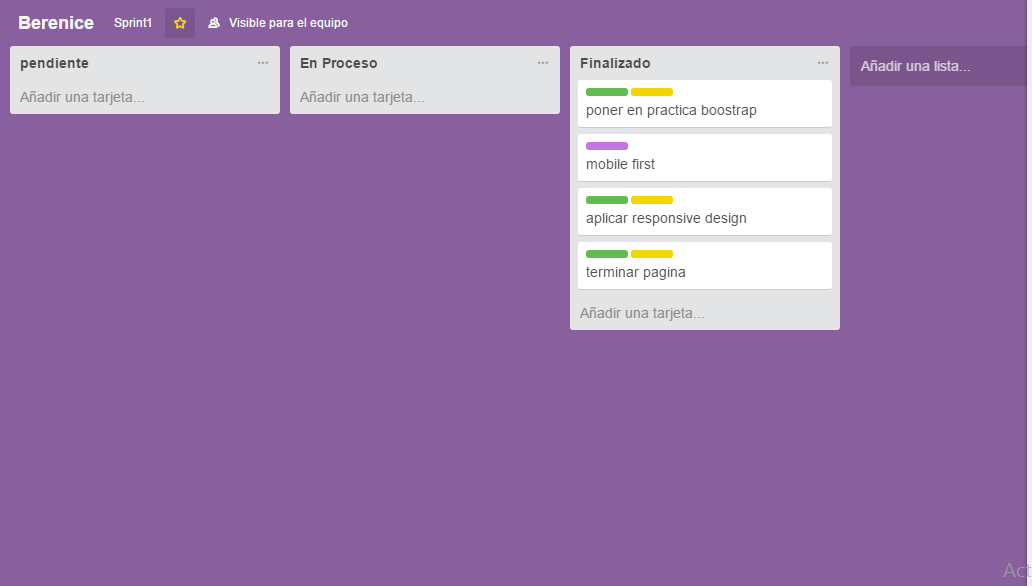 Berenice Sprint1 Visible para el equipo
pendiente
Añadir una tarjeta...
En Proceso
Añadir una tarjeta...
Finalizado
poner en practica boostrap
mobile first
aplicar responsive design
terminar pagina
Añadir una tarjeta...
Añadir una lista...